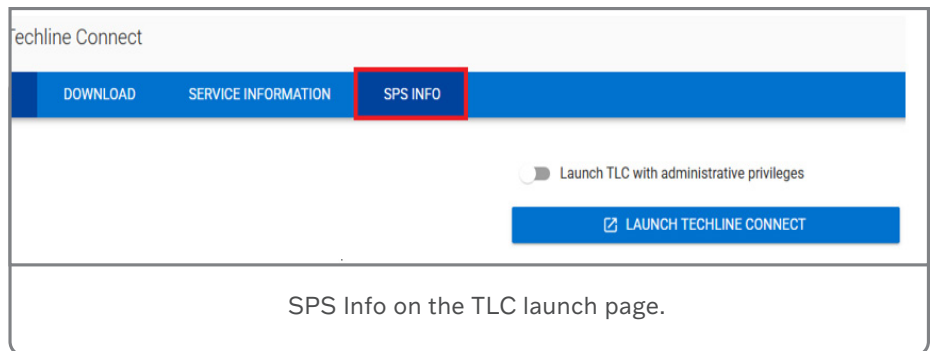 Techline Connect
DOWNLOAD SERVICE INFORMATION SPS INFO
Launch TLC with administrative privileges
LAUNCH TECHLINE CONNECT
SPS Info on the TLC launch page.